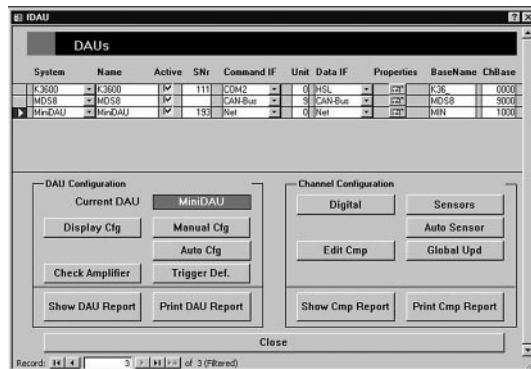 IDAU
DAUs
System Name Active SNr Command IF Unit Data IF Properties BaseName ChBase
K3600 K3600 111 COM2 0 HSL K36_ 0000
MDS8 MDS8 CAN-Bus 9 CAN-Bus MDS8 9000
MiniDAU MiniDAU 193 Net 0 Net MIN 1000
DAU Configuration
Current DAU MiniDAU
Display Cfg Manual Cfg
Auto Cfg
Check Amplifier Trigger Def.
Show DAU Report Print DAU Report
Channel Configuration
Digital Sensors
Auto Sensor
Edit Cmp Global Upd
Show Cmp Report Print Cmp Report
Close
Record: 3 of 3 (Filtered)